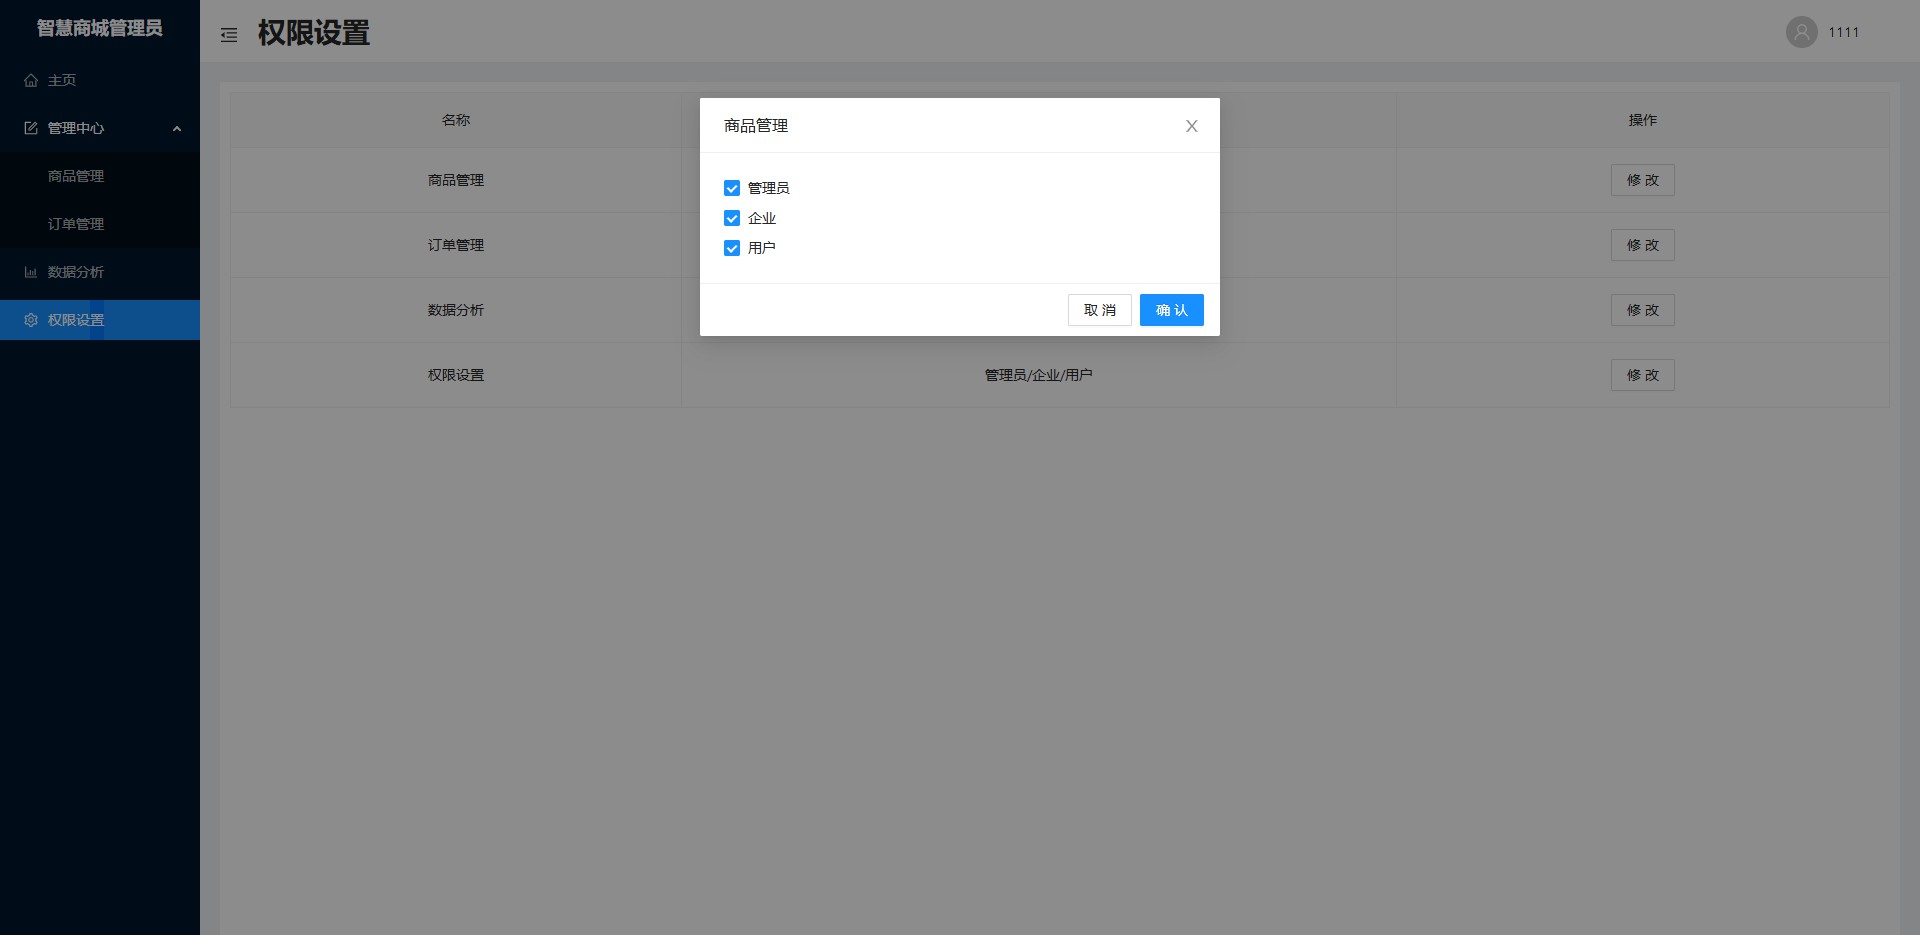 智慧商城管理员
主页
管理中心
商品管理
订单管理
数据分析
权限设置
权限设置
1111
名称
操作
商品管理
修 改
订单管理
修 改
数据分析
修 改
权限设置
管理员/企业/用户
修 改
商品管理
管理员
企业
用户
取 消
确 认